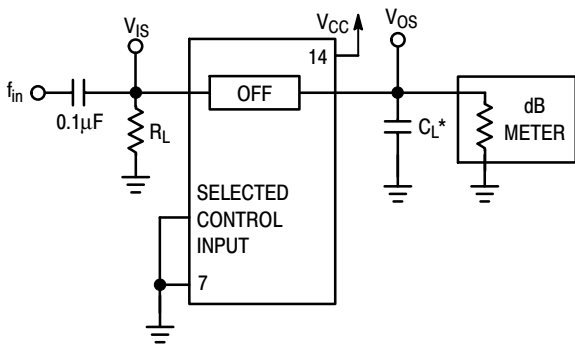 V_IS
V_CC
V_OS
14
f_in
0.1μF
R_L
OFF
C_L*
dB
METER
SELECTED
CONTROL
INPUT
7